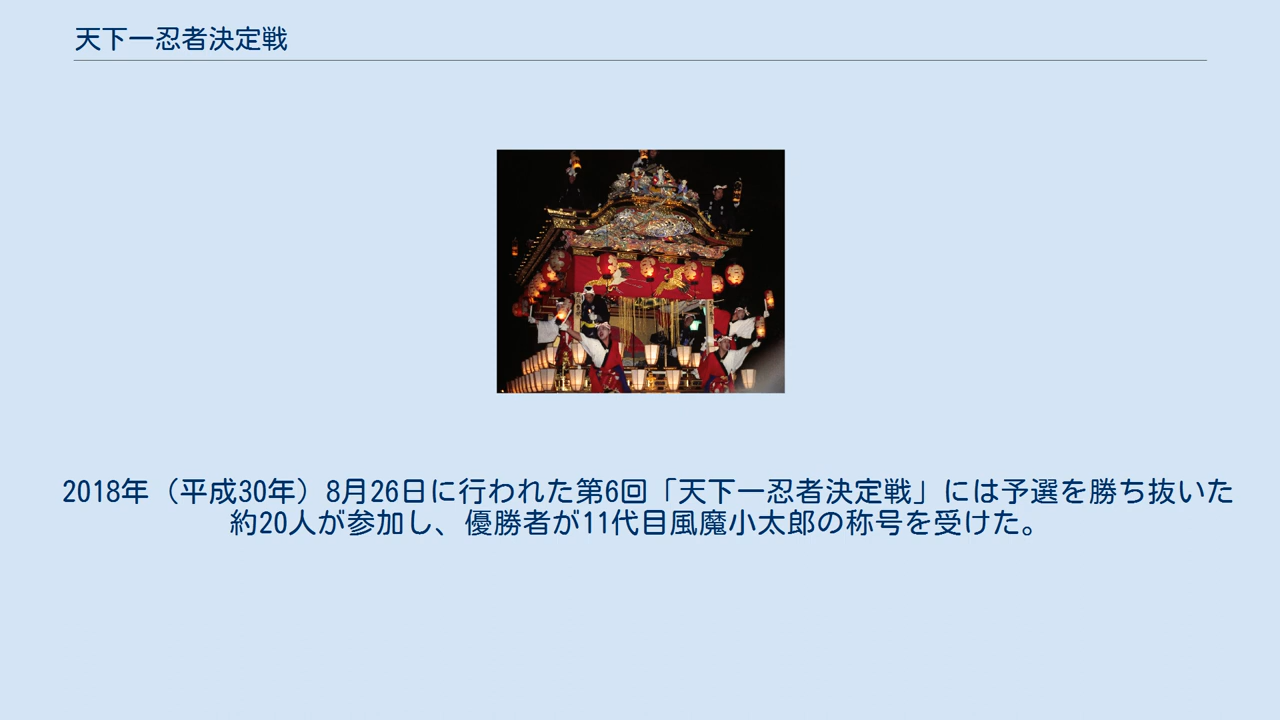 天下一忍者決定戦
2018年（平成30年）8月26日に行われた第6回「天下一忍者決定戦」には予選を勝ち抜いた
約20人が参加し、優勝者が11代目風魔小太郎の称号を受けた。